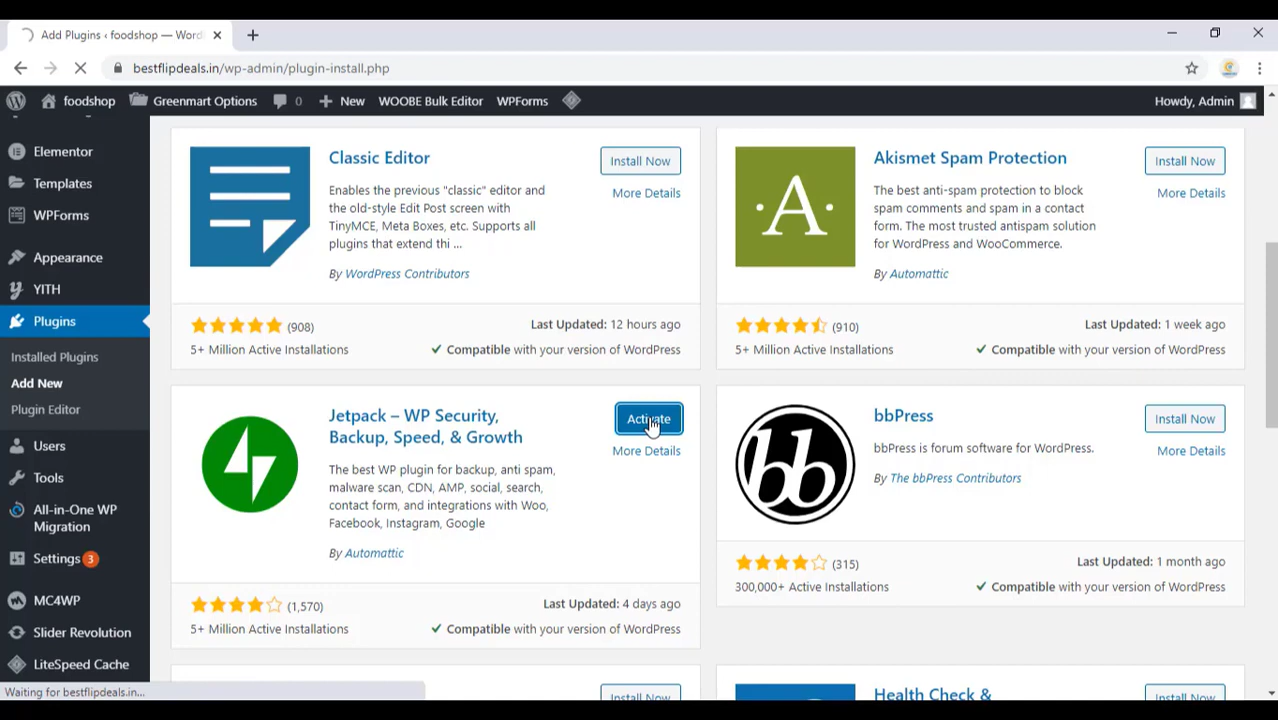 Add Plugins ‹ foodshop — Word
bestflipdeals.in/wp-admin/plugin-install.php
foodshop
Greenmart Options
0
New
WOOBE Bulk Editor
WPForms
Howdy, Admin
Elementor
Templates
WPForms
Appearance
YITH
Plugins
Installed Plugins
Add New
Plugin Editor
Users
Tools
All-in-One WP
Migration
Settings 3
MC4WP
Slider Revolution
LiteSpeed Cache
Waiting for bestflipdeals.in...
Classic Editor
Install Now
More Details
Enables the previous "classic" editor and
the old-style Edit Post screen with
TinyMCE, Meta Boxes, etc. Supports all
plugins that extend thi ...
By WordPress Contributors
(908)
Last Updated: 12 hours ago
5+ Million Active Installations
Compatible with your version of WordPress
A
Akismet Spam Protection
Install Now
More Details
The best anti-spam protection to block
spam comments and spam in a contact
form. The most trusted antispam solution
for WordPress and WooCommerce.
By Automattic
(910)
Last Updated: 1 week ago
5+ Million Active Installations
Compatible with your version of WordPress
Jetpack – WP Security,
Backup, Speed, & Growth
Activate
More Details
The best WP plugin for backup, anti spam,
malware scan, CDN, AMP, social, search,
contact form, and integrations with Woo,
Facebook, Instagram, Google
By Automattic
(1,570)
Last Updated: 4 days ago
5+ Million Active Installations
Compatible with your version of WordPress
bb
bbPress
Install Now
More Details
bbPress is forum software for WordPress.
By The bbPress Contributors
(315)
Last Updated: 1 month ago
300,000+ Active Installations
Compatible with your version of WordPress
Install Now
Health Check &
Install Now